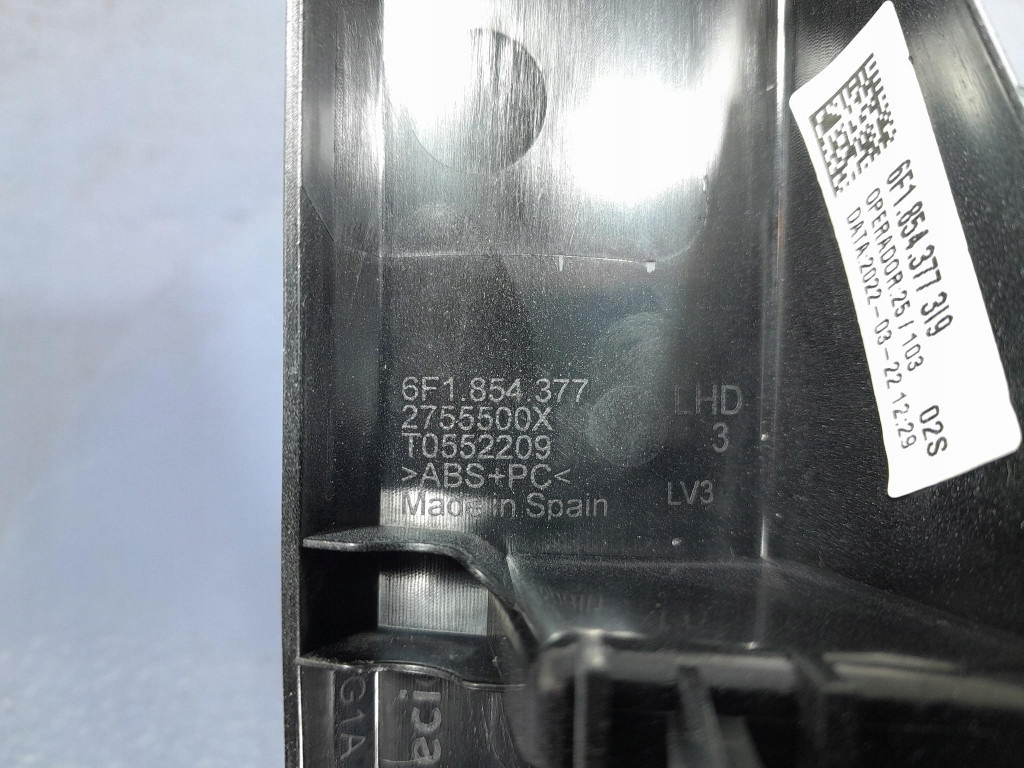 6F1.854.377
2755500X
T0552209
>ABS+PC<
Made in Spain
LHD
3
LV3
6F1.854.377 3I9
OPERADOR:25/103 02S
DATA:2022-03-22 12:29
G1A